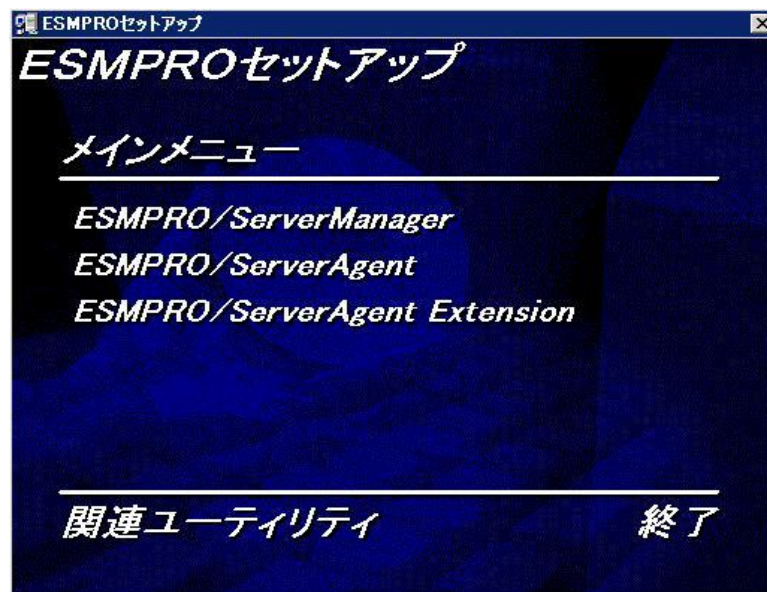 ESMPROセットアップ
ESMPROセットアップ
メインメニュー
ESMPRO/ServerManager
ESMPRO/ServerAgent
ESMPRO/ServerAgent Extension
関連ユーティリティ 終了